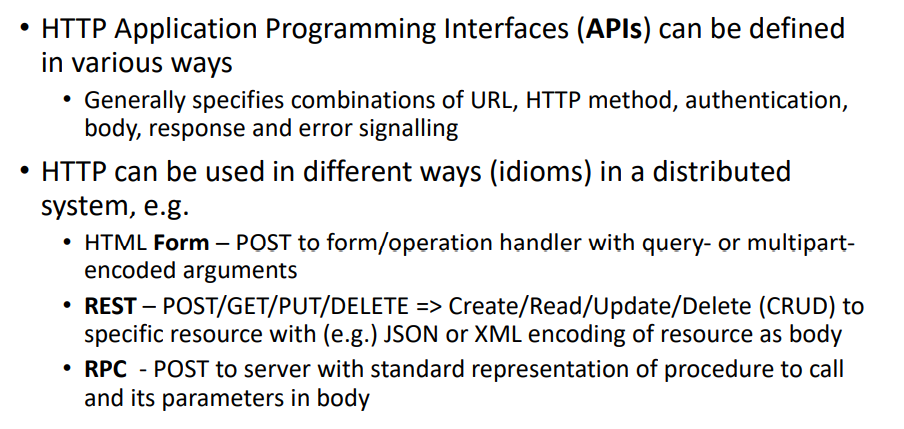 • HTTP Application Programming Interfaces (APIs) can be defined
in various ways
• Generally specifies combinations of URL, HTTP method, authentication,
body, response and error signalling
• HTTP can be used in different ways (idioms) in a distributed
system, e.g.
• HTML Form – POST to form/operation handler with query- or multipart-
encoded arguments
• REST – POST/GET/PUT/DELETE => Create/Read/Update/Delete (CRUD) to
specific resource with (e.g.) JSON or XML encoding of resource as body
• RPC - POST to server with standard representation of procedure to call
and its parameters in body